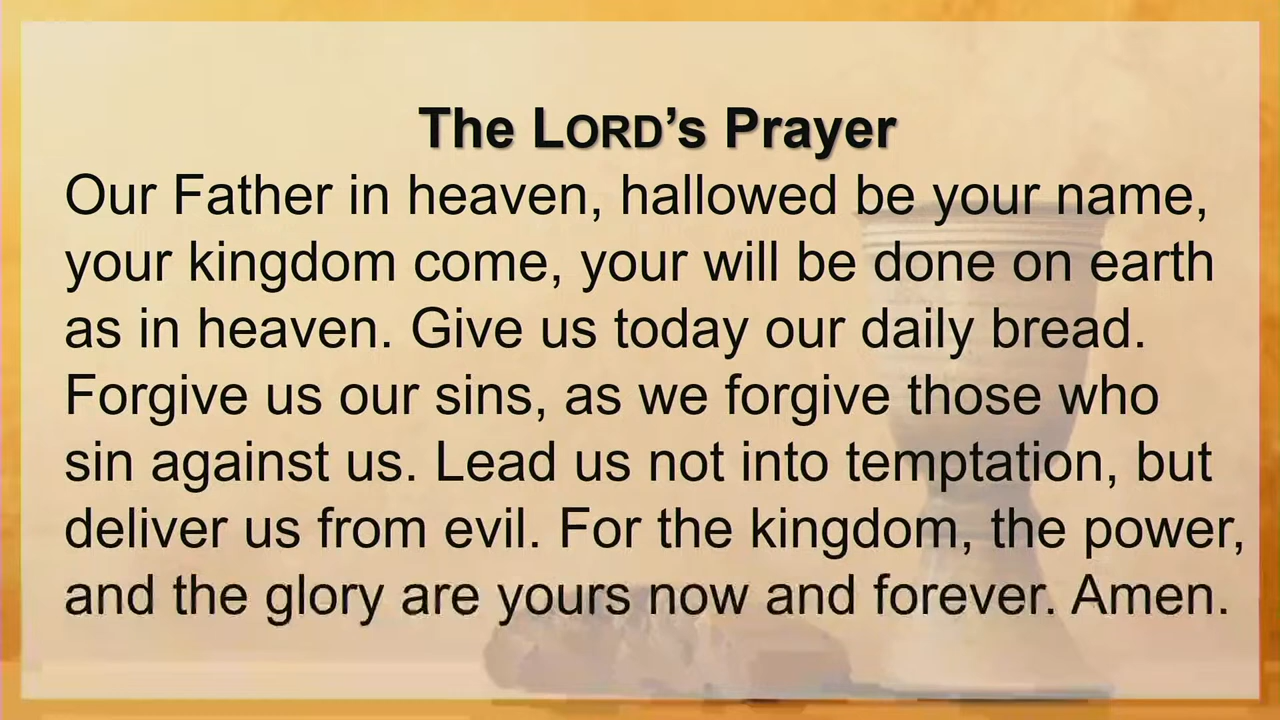 The LORD’s Prayer
Our Father in heaven, hallowed be your name,
your kingdom come, your will be done on earth
as in heaven. Give us today our daily bread.
Forgive us our sins, as we forgive those who
sin against us. Lead us not into temptation, but
deliver us from evil. For the kingdom, the power,
and the glory are yours now and forever. Amen.